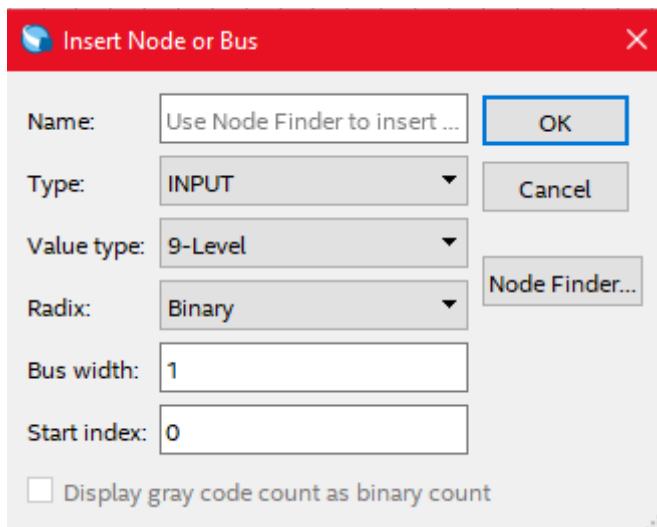 Insert Node or Bus
Name: Use Node Finder to insert ... OK
Type: INPUT Cancel
Value type: 9-Level
Node Finder...
Radix: Binary
Bus width: 1
Start index: 0
Display gray code count as binary count